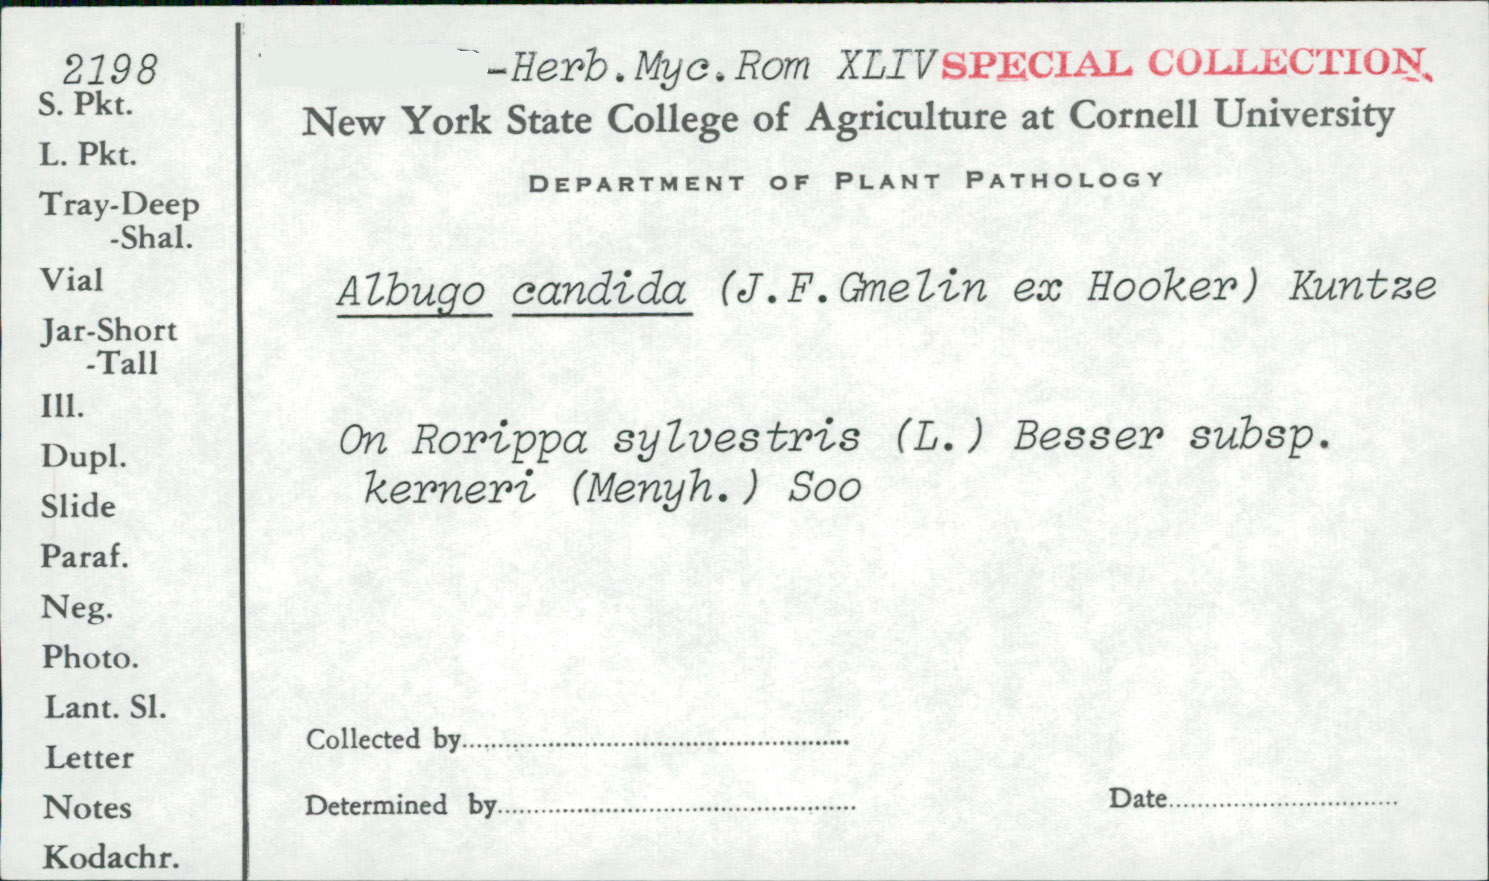 2198
S. Pkt.
L. Pkt.
Tray-Deep
-Shal.
Vial
Jar-Short
-Tall
Ill.
Dupl.
Slide
Paraf.
Neg.
Photo.
Lant. Sl.
Letter
Notes
Kodachr.
-Herb.Myc.Rom XLIV SPECIAL COLLECTION
New York State College of Agriculture at Cornell University
DEPARTMENT OF PLANT PATHOLOGY
Albugo candida (J.F.Gmelin ex Hooker) Kuntze
On Rorippa sylvestris (L.) Besser subsp.
kerneri (Menyh.) Soo
Collected by
Determined by
Date